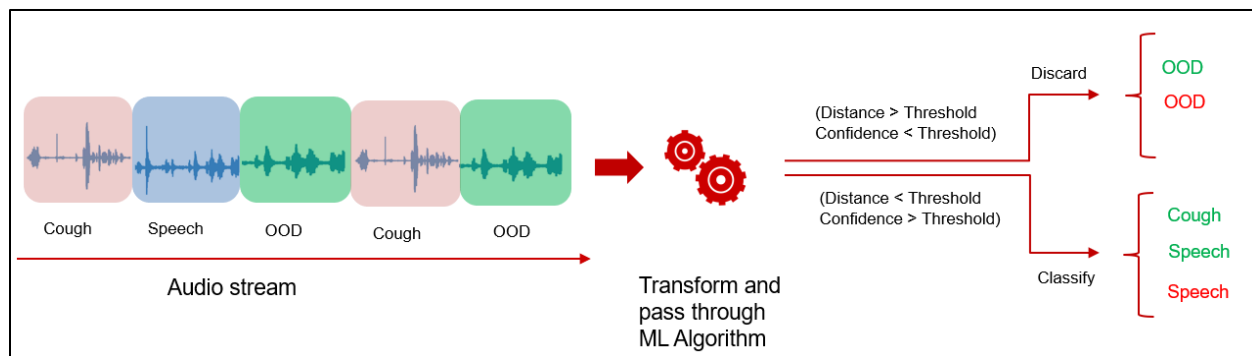 Cough
Speech
OOD
Cough
OOD
Audio stream
Transform and
pass through
ML Algorithm
(Distance > Threshold
Confidence < Threshold)
(Distance < Threshold
Confidence > Threshold)
Discard
OOD
OOD
Classify
Cough
Speech
Speech